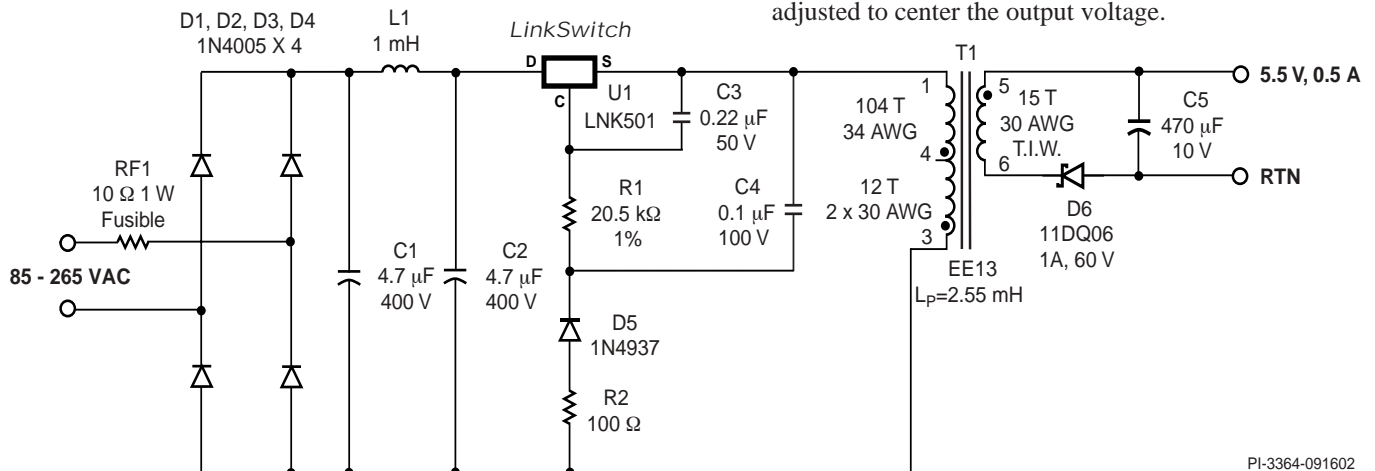 adjusted to center the output voltage.
D1, D2, D3, D4
1N4005 X 4
L1
1 mH
LinkSwitch
D
S
C
U1
LNK501
C3
0.22 µF
50 V
T1
1
104 T
34 AWG
4
12 T
2 x 30 AWG
3
5
15 T
30 AWG
T.I.W.
6
5.5 V, 0.5 A
C5
470 µF
10 V
RTN
D6
11DQ06
1A, 60 V
EE13
LP=2.55 mH
RF1
10 Ω 1 W
Fusible
85 - 265 VAC
C1
4.7 µF
400 V
C2
4.7 µF
400 V
R1
20.5 kΩ
1%
C4
0.1 µF
100 V
D5
1N4937
R2
100 Ω
PI-3364-091602